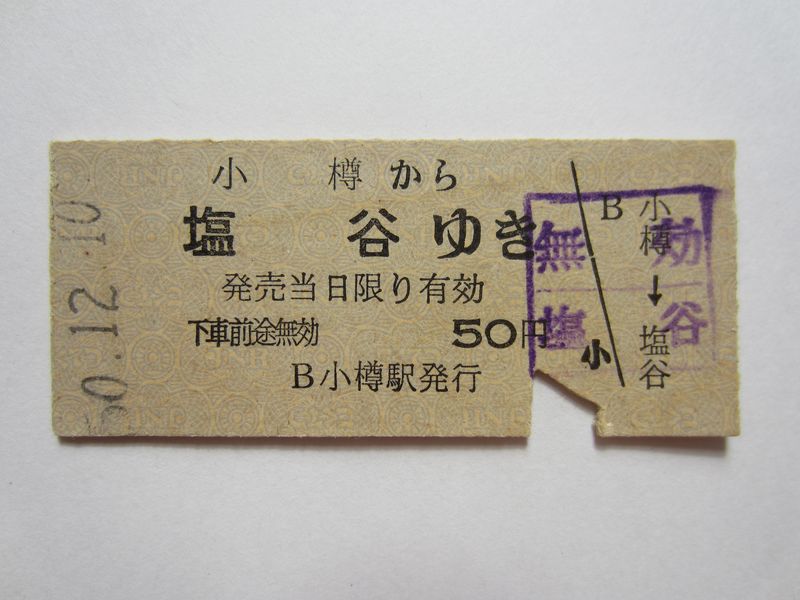 小樽から
塩谷ゆき
発売当日限り有効
下車前途無効 50円
B小樽駅発行
50.12.10
B
小樽→塩谷
小
無効
塩谷